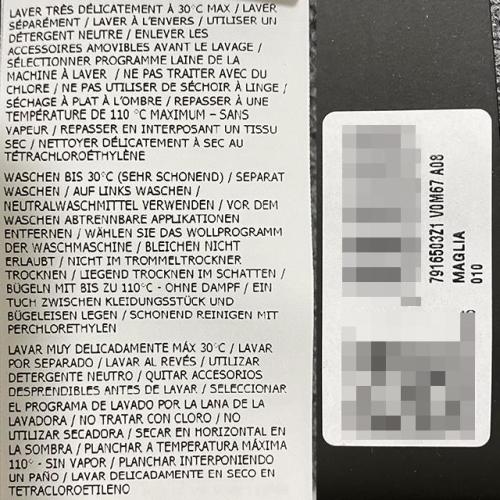 LAVER TRÈS DÉLICATEMENT À 30°C MAX / LAVER
SÉPARÉMENT / LAVER À L'ENVERS / UTILISER UN
DÉTERGENT NEUTRE / ENLEVER LES
ACCESSOIRES AMOVIBLES AVANT LE LAVAGE /
SÉLECTIONNER PROGRAMME LAINE DE LA
MACHINE À LAVER / NE PAS TRAITER AVEC DU
CHLORE / NE PAS UTILISER DE SÉCHOIR À LINGE /
SÉCHAGE À PLAT À L'OMBRE / REPASSER À UNE
TEMPÉRATURE DE 110 °C MAXIMUM - SANS
VAPEUR / REPASSER EN INTERPOSANT UN TISSU
SEC / NETTOYER DÉLICATEMENT À SEC AU
TÉTRACHLOROÉTHYLÈNE
WASCHEN BIS 30°C (SEHR SCHONEND) / SEPARAT
WASCHEN / AUF LINKS WASCHEN /
NEUTRALWASCHMITTEL VERWENDEN / VOR DEM
WASCHEN ABTRENNBARE APPLIKATIONEN
ENTFERNEN / WÄHLEN SIE DAS WOLLPROGRAMM
DER WASCHMASCHINE / BLEICHEN NICHT
ERLAUBT / NICHT IM TROMMELTROCKNER
TROCKNEN / LIEGEND TROCKNEN IM SCHATTEN /
BÜGELN MIT BIS ZU 110°C - OHNE DAMPF / EIN
TUCH ZWISCHEN KLEIDUNGSSTÜCK UND
BÜGELEISEN LEGEN / SCHONEND REINIGEN MIT
PERCHLORETHYLEN
LAVAR MUY DELICADAMENTE MÁX 30°C / LAVAR
POR SEPARADO / LAVAR AL REVÉS / UTILIZAR
DETERGENTE NEUTRO / QUITAR ACCESORIOS
DESPRENDIBLES ANTES DE LAVAR / SELECCIONAR
EL PROGRAMA DE LAVADO POR LA LANA DE LA
LAVADORA / NO TRATAR CON CLORO / NO
UTILIZAR SECADORA / SECAR EN HORIZONTAL EN
LA SOMBRA / PLANCHAR A TEMPERATURA MÁXIMA
110° - SIN VAPOR / PLANCHAR INTERPONIENDO
UN PAÑO / LAVAR DELICADAMENTE EN SECO EN
TETRACLOROETILENO
7916503Z1 V0M67 A08
MAGLIA
010